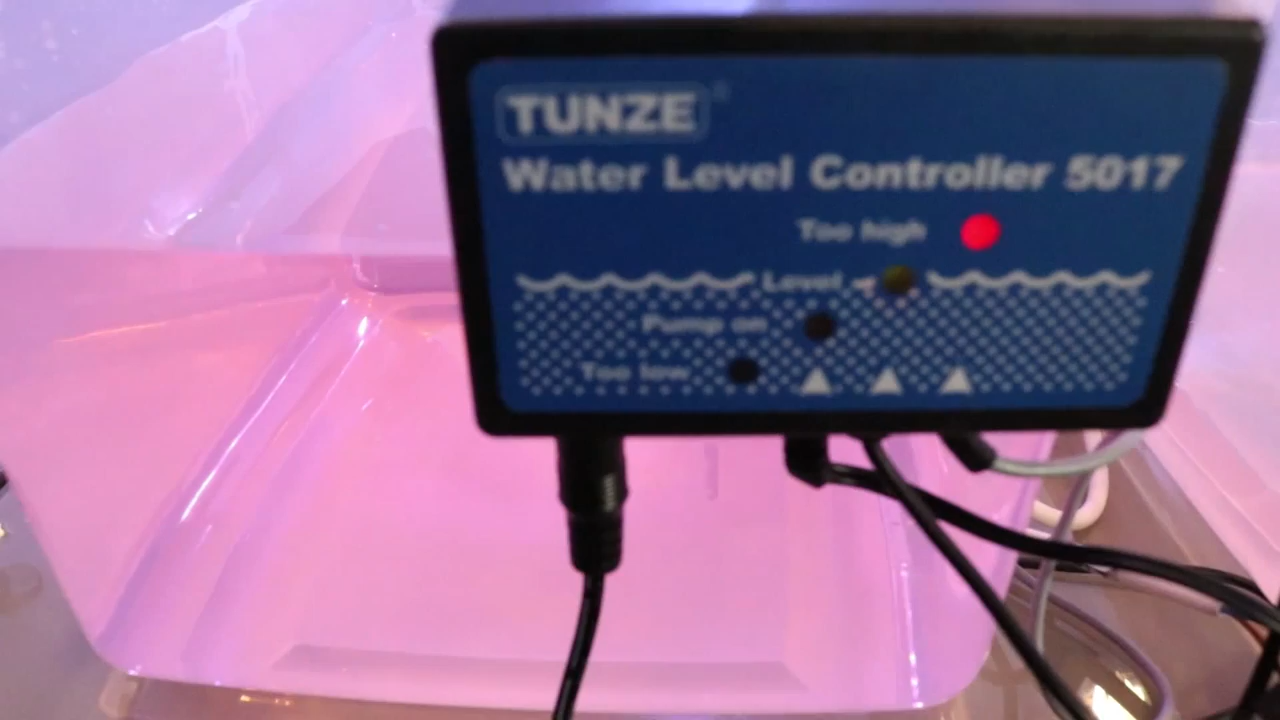 TUNZE
Water Level Controller 5017
Too high
Level
Pump on
Too low